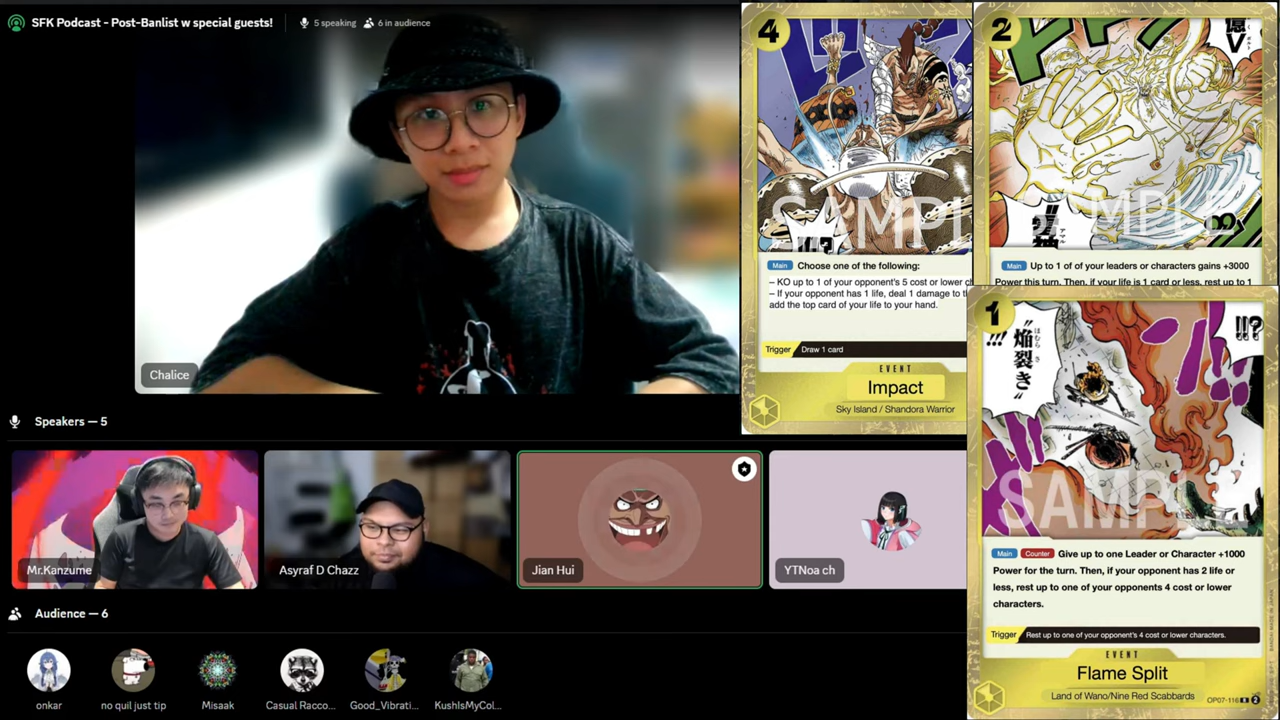 SFK Podcast - Post-Banlist w special guests!
5 speaking
6 in audience
Chalice
Speakers — 5
Mr.Kanzume
Asyraf D Chazz
Jian Hui
YTNoa ch
Audience — 6
onkar
no quil just tip
Misaak
Casual Racco...
Good_Vibrati...
KushIsMyCol...
4
SAMPL
Main Choose one of the following:
– KO up to 1 of your opponent's 5 cost or lower c
– If your opponent has 1 life, deal 1 damage to th
add the top card of your life to your hand.
Trigger Draw 1 card
EVENT
Impact
Sky Island / Shandora Warrior
2
SAMPLE
Main Up to 1 of of your leaders or characters gains +3000
Power this turn. Then, if your life is 1 card or less, rest up to 1
1
!!?
"焔裂き"
ほむらさ
!!!
SAMPLE
Main Counter Give up to one Leader or Character +1000
Power for the turn. Then, if your opponent has 2 life or
less, rest up to one of your opponents 4 cost or lower
characters.
Trigger Rest up to one of your opponent's 4 cost or lower characters.
EVENT
Flame Split
Land of Wano/Nine Red Scabbards
OP07-116